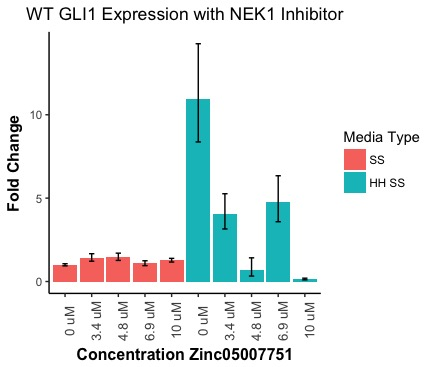 WT GLI1 Expression with NEK1 Inhibitor
Fold Change
10
5
0
0 uM
3.4 uM
4.8 uM
6.9 uM
10 uM
0 uM
3.4 uM
4.8 uM
6.9 uM
10 uM
Concentration Zinc05007751
Media Type
SS
HH SS